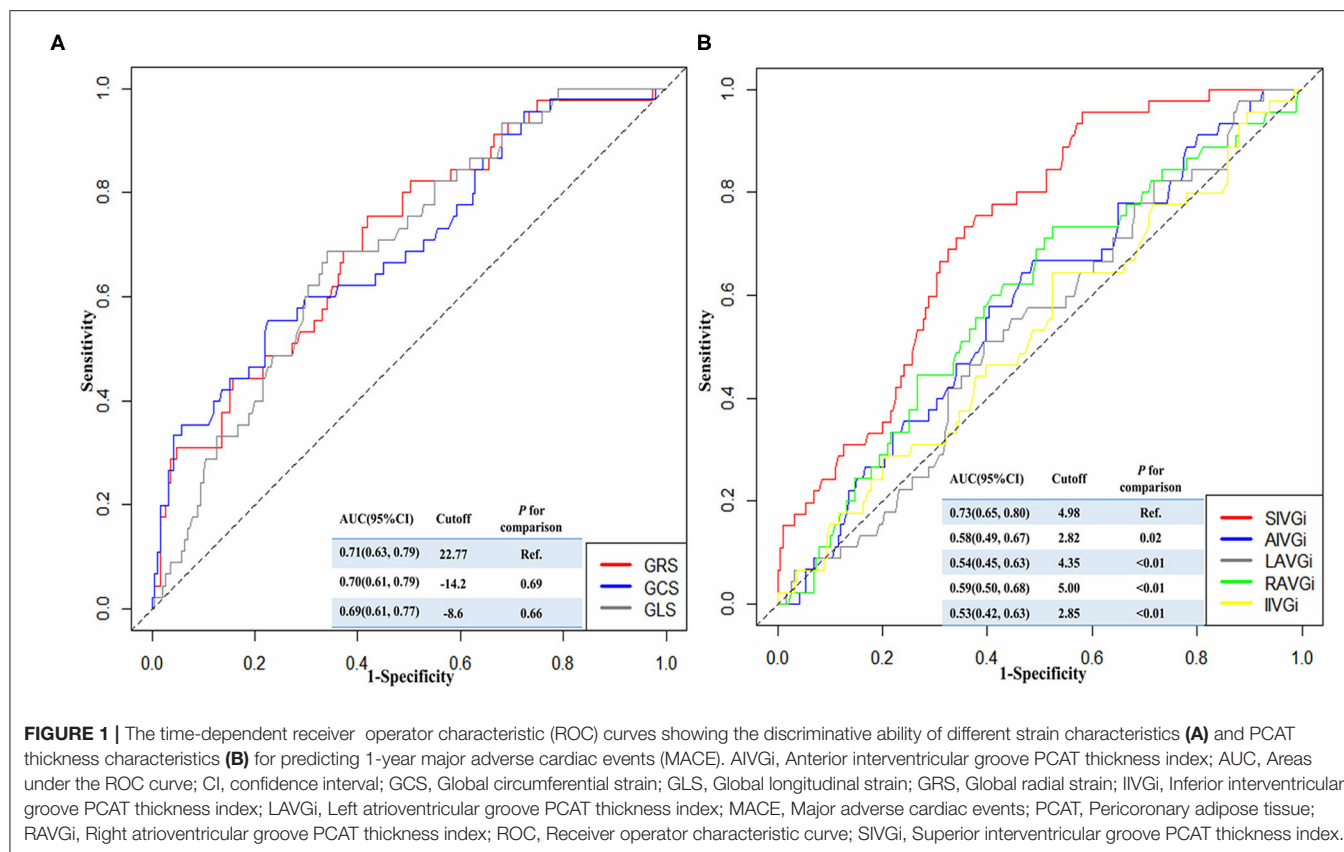 A
B
1.0
0.8
0.6
0.4
0.2
0.0
Sensitivity
0.0 0.2 0.4 0.6 0.8 1.0
1-Specificity
AUC(95%CI) Cutoff P for comparison
0.71(0.63, 0.79) 22.77 Ref.
0.70(0.61, 0.79) -14.2 0.69
0.69(0.61, 0.77) -8.6 0.66
GRS
GCS
GLS
1.0
0.8
0.6
0.4
0.2
0.0
Sensitivity
0.0 0.2 0.4 0.6 0.8 1.0
1-Specificity
AUC(95%CI) Cutoff P for comparison
0.73(0.65, 0.80) 4.98 Ref.
0.58(0.49, 0.67) 2.82 0.02
0.54(0.45, 0.63) 4.35 <0.01
0.59(0.50, 0.68) 5.00 <0.01
0.53(0.42, 0.63) 2.85 <0.01
SIVGi
AIVGi
LAVGi
RAVGi
IIVGi
FIGURE 1 | The time-dependent receiver operator characteristic (ROC) curves showing the discriminative ability of different strain characteristics (A) and PCAT
thickness characteristics (B) for predicting 1-year major adverse cardiac events (MACE). AIVGi, Anterior interventricular groove PCAT thickness index; AUC, Areas
under the ROC curve; CI, confidence interval; GCS, Global circumferential strain; GLS, Global longitudinal strain; GRS, Global radial strain; IIVGi, Inferior interventricular
groove PCAT thickness index; LAVGi, Left atrioventricular groove PCAT thickness index; MACE, Major adverse cardiac events; PCAT, Pericoronary adipose tissue;
RAVGi, Right atrioventricular groove PCAT thickness index; ROC, Receiver operator characteristic curve; SIVGi, Superior interventricular groove PCAT thickness index.